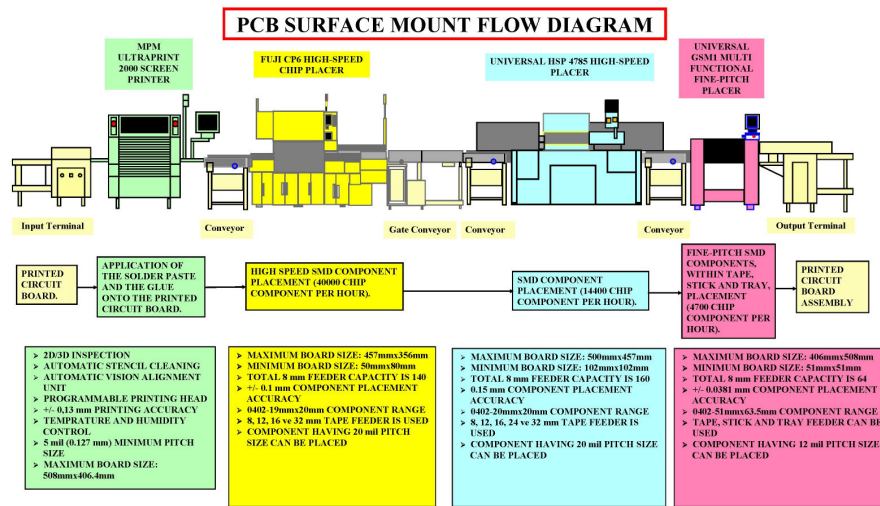 PCB SURFACE MOUNT FLOW DIAGRAM
MPM
ULTRAPRINT
2000 SCREEN
PRINTER
FUJI CP6 HIGH-SPEED
CHIP PLACER
UNIVERSAL HSP 4785 HIGH-SPEED
PLACER
UNIVERSAL
GSM1 MULTI
FUNCTIONAL
FINE-PITCH
PLACER
Input Terminal
Conveyor
Gate Conveyor
Conveyor
Conveyor
Output Terminal
PRINTED
CIRCUIT
BOARD.
APPLICATION OF
THE SOLDER PASTE
AND THE GLUE
ONTO THE PRINTED
CIRCUIT BOARD.
HIGH SPEED SMD COMPONENT
PLACEMENT (40000 CHIP
COMPONENT PER HOUR).
SMD COMPONENT
PLACEMENT (14400 CHIP
COMPONENT PER HOUR).
FINE-PITCH SMD
COMPONENTS,
WITHIN TAPE,
STICK AND TRAY,
PLACEMENT
(4700 CHIP
COMPONENT PER
HOUR).
PRINTED
CIRCUIT
BOARD
ASSEMBLY
➢ 2D/3D INSPECTION
➢ AUTOMATIC STENCIL CLEANING
➢ AUTOMATIC VISION ALIGNMENT
UNIT
➢ PROGRAMMABLE PRINTING HEAD
➢ +/- 0,13 mm PRINTING ACCURACY
➢ TEMPRATURE AND HUMIDITY
CONTROL
➢ 5 mil (0.127 mm) MINIMUM PITCH
SIZE
➢ MAXIMUM BOARD SIZE:
508mmx406.4mm
➢ MAXIMUM BOARD SIZE: 457mmx356mm
➢ MINIMUM BOARD SIZE: 50mmx80mm
➢ TOTAL 8 mm FEEDER CAPACITY IS 140
➢ +/- 0.1 mm COMPONENT PLACEMENT
ACCURACY
➢ 0402-19mmx20mm COMPONENT RANGE
➢ 8, 12, 16 ve 32 mm TAPE FEEDER IS USED
➢ COMPONENT HAVING 20 mil PITCH
SIZE CAN BE PLACED
➢ MAXIMUM BOARD SIZE: 500mmx457mm
➢ MINIMUM BOARD SIZE: 102mmx102mm
➢ TOTAL 8 mm FEEDER CAPACITY IS 160
➢ 0.15 mm COMPONENT PLACEMENT
ACCURACY
➢ 0402-20mmx20mm COMPONENT RANGE
➢ 8, 12, 16, 24 ve 32 mm TAPE FEEDER IS
USED
➢ COMPONENT HAVING 20 mil PITCH SIZE
CAN BE PLACED
➢ MAXIMUM BOARD SIZE: 406mmx508mm
➢ MINIMUM BOARD SIZE: 51mmx51mm
➢ TOTAL 8 mm FEEDER CAPACITY IS 64
➢ +/- 0.0381 mm COMPONENT PLACEMENT
ACCURACY
➢ 0402-51mmx63.5mm COMPONENT RANGE
➢ TAPE, STICK AND TRAY FEEDER CAN BE
USED
➢ COMPONENT HAVING 12 mil PITCH SIZE
CAN BE PLACED